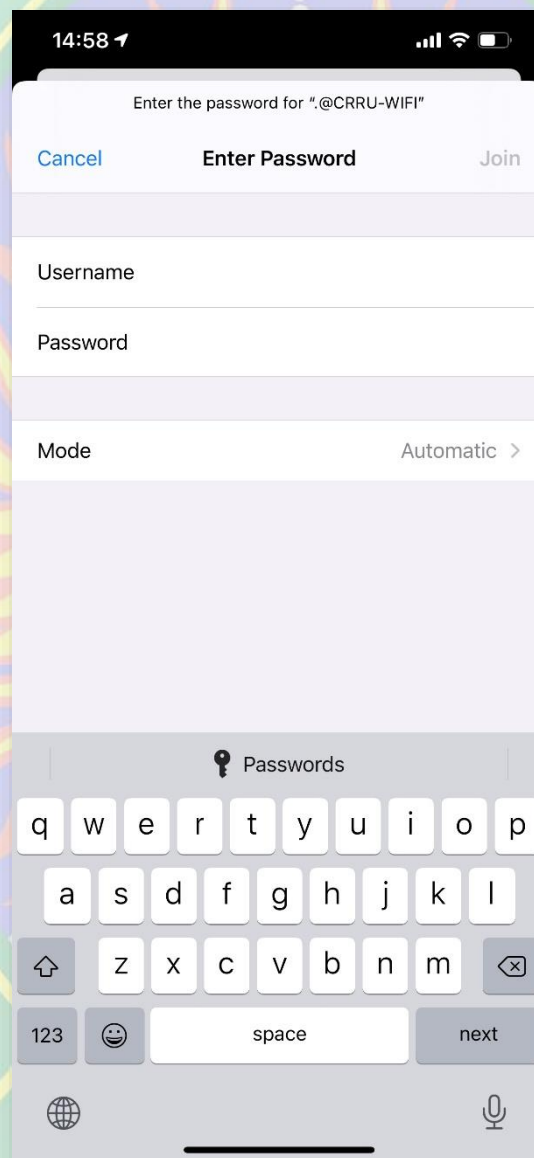 14:58
Enter the password for “.@CRRU-WIFI”
Cancel Enter Password Join
Username
Password
Mode Automatic
Passwords
q w e r t y u i o p
a s d f g h j k l
z x c v b n m
123 space next